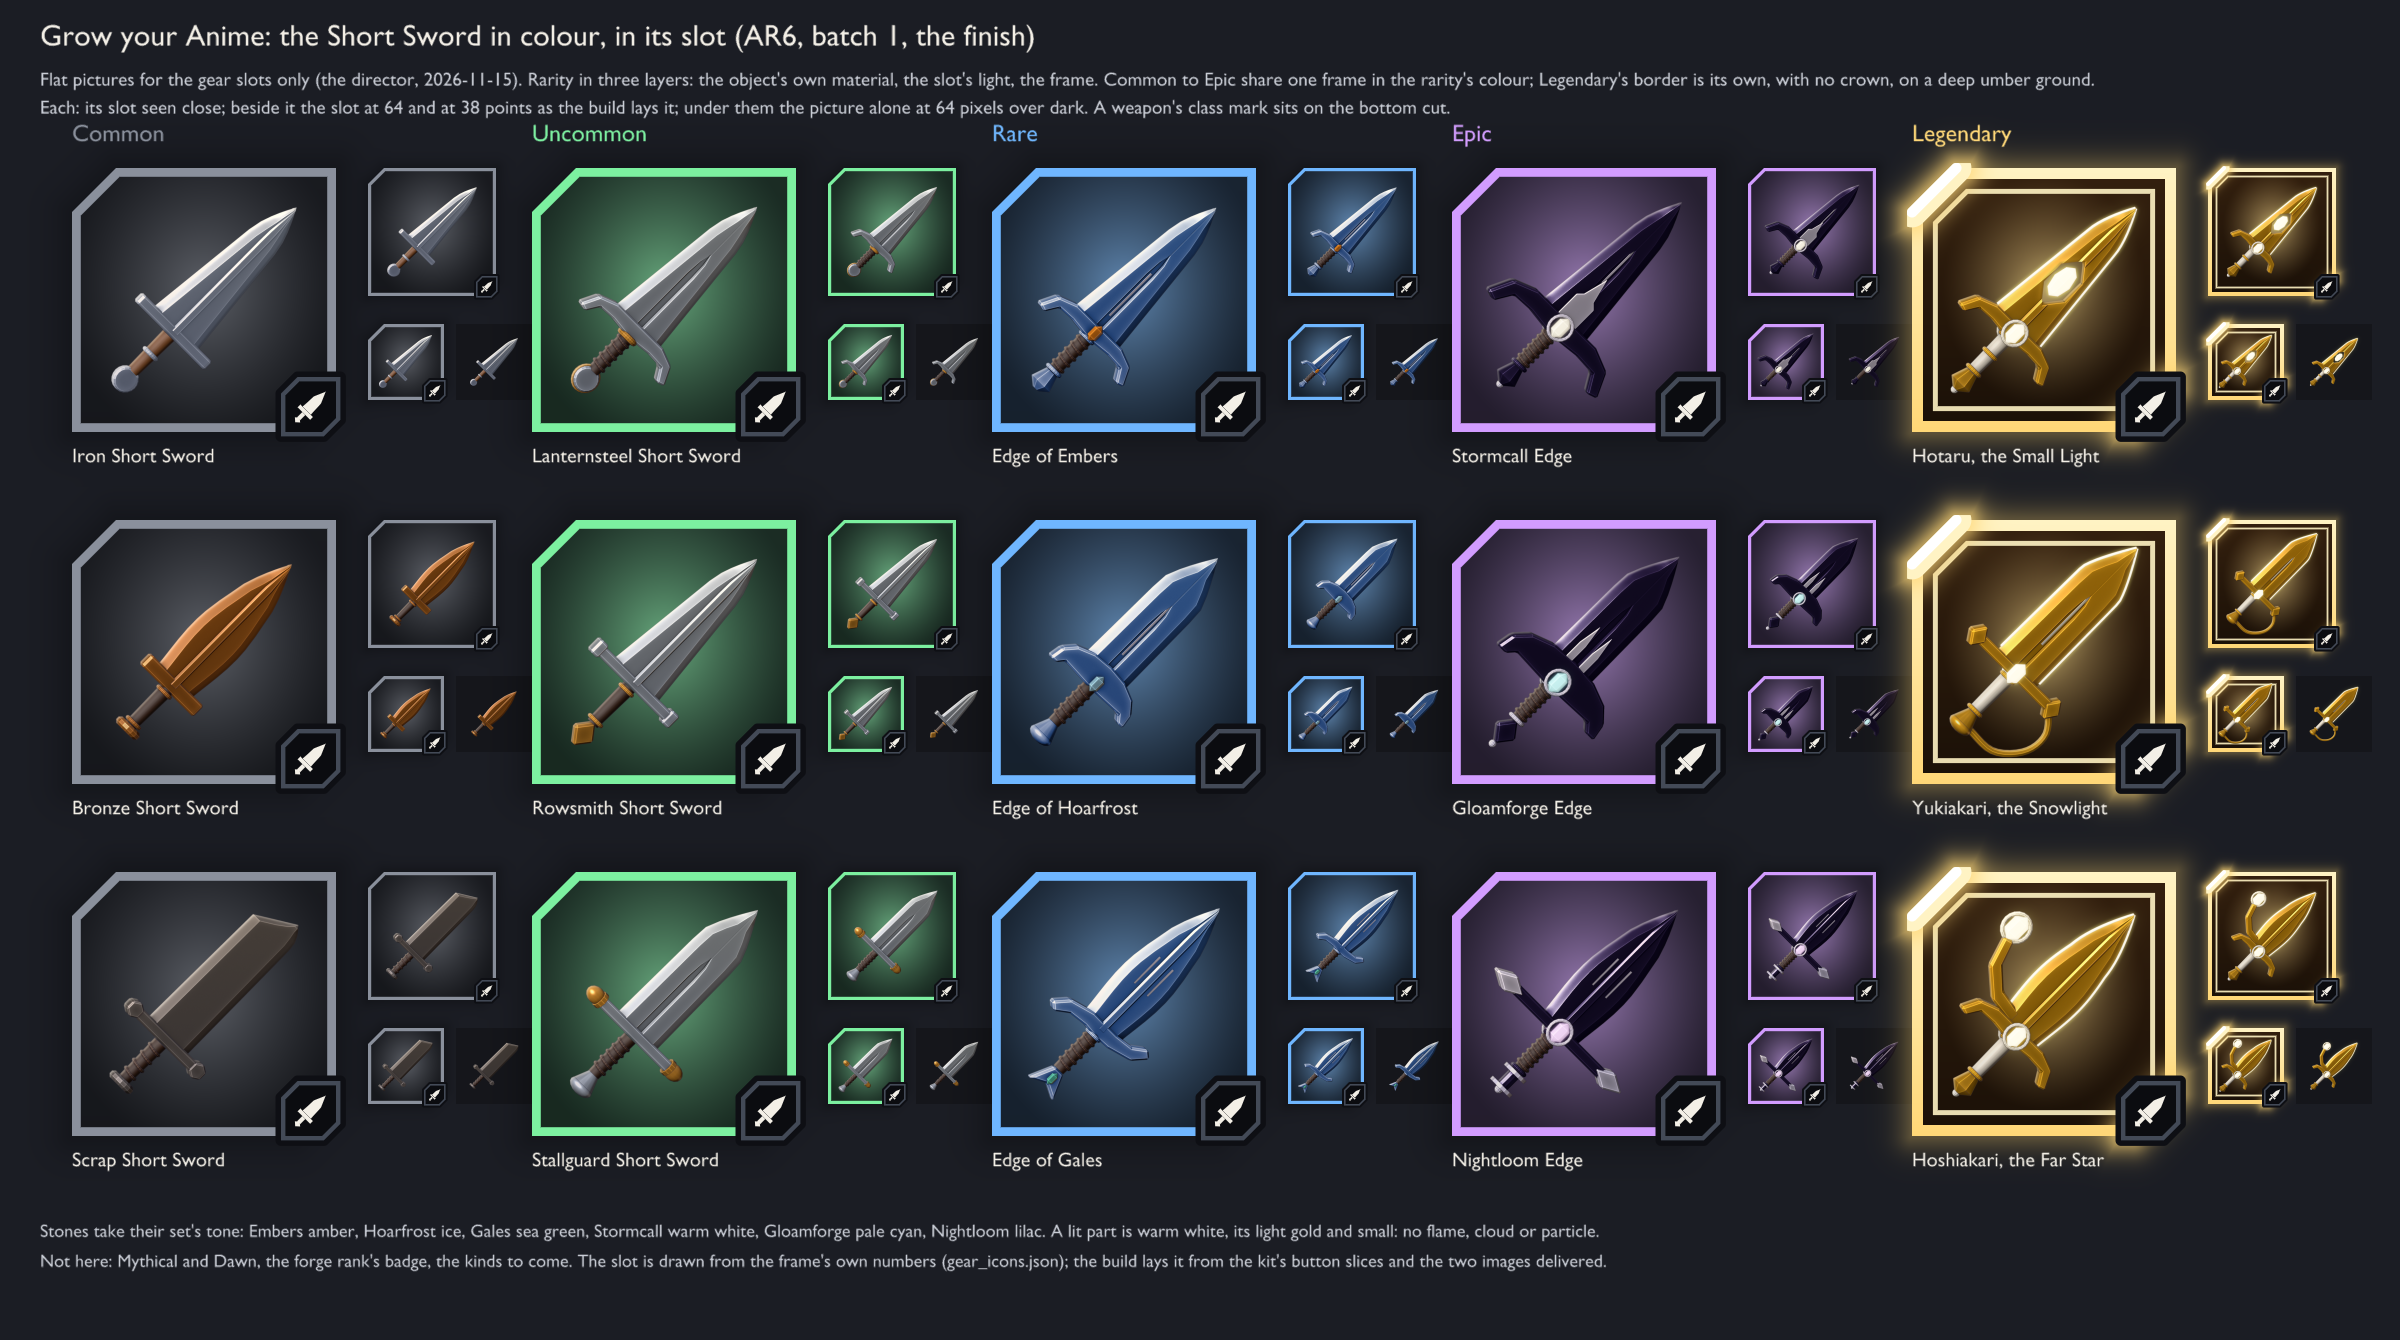 Grow your Anime: the Short Sword in colour, in its slot (AR6, batch 1, the finish)
Flat pictures for the gear slots only (the director, 2026-11-15). Rarity in three layers: the object's own material, the slot's light, the frame. Common to Epic share one frame in the rarity's colour; Legendary's border is its own, with no crown, on a deep umber ground.
Each: its slot seen close; beside it the slot at 64 and at 38 points as the build lays it; under them the picture alone at 64 pixels over dark. A weapon's class mark sits on the bottom cut.
Common Uncommon Rare Epic Legendary
Iron Short Sword Lanternsteel Short Sword Edge of Embers Stormcall Edge Hotaru, the Small Light
Bronze Short Sword Rowsmith Short Sword Edge of Hoarfrost Gloamforge Edge Yukiakari, the Snowlight
Scrap Short Sword Stallguard Short Sword Edge of Gales Nightloom Edge Hoshiakari, the Far Star
Stones take their set's tone: Embers amber, Hoarfrost ice, Gales sea green, Stormcall warm white, Gloamforge pale cyan, Nightloom lilac. A lit part is warm white, its light gold and small: no flame, cloud or particle.
Not here: Mythical and Dawn, the forge rank's badge, the kinds to come. The slot is drawn from the frame's own numbers (gear_icons.json); the build lays it from the kit's button slices and the two images delivered.